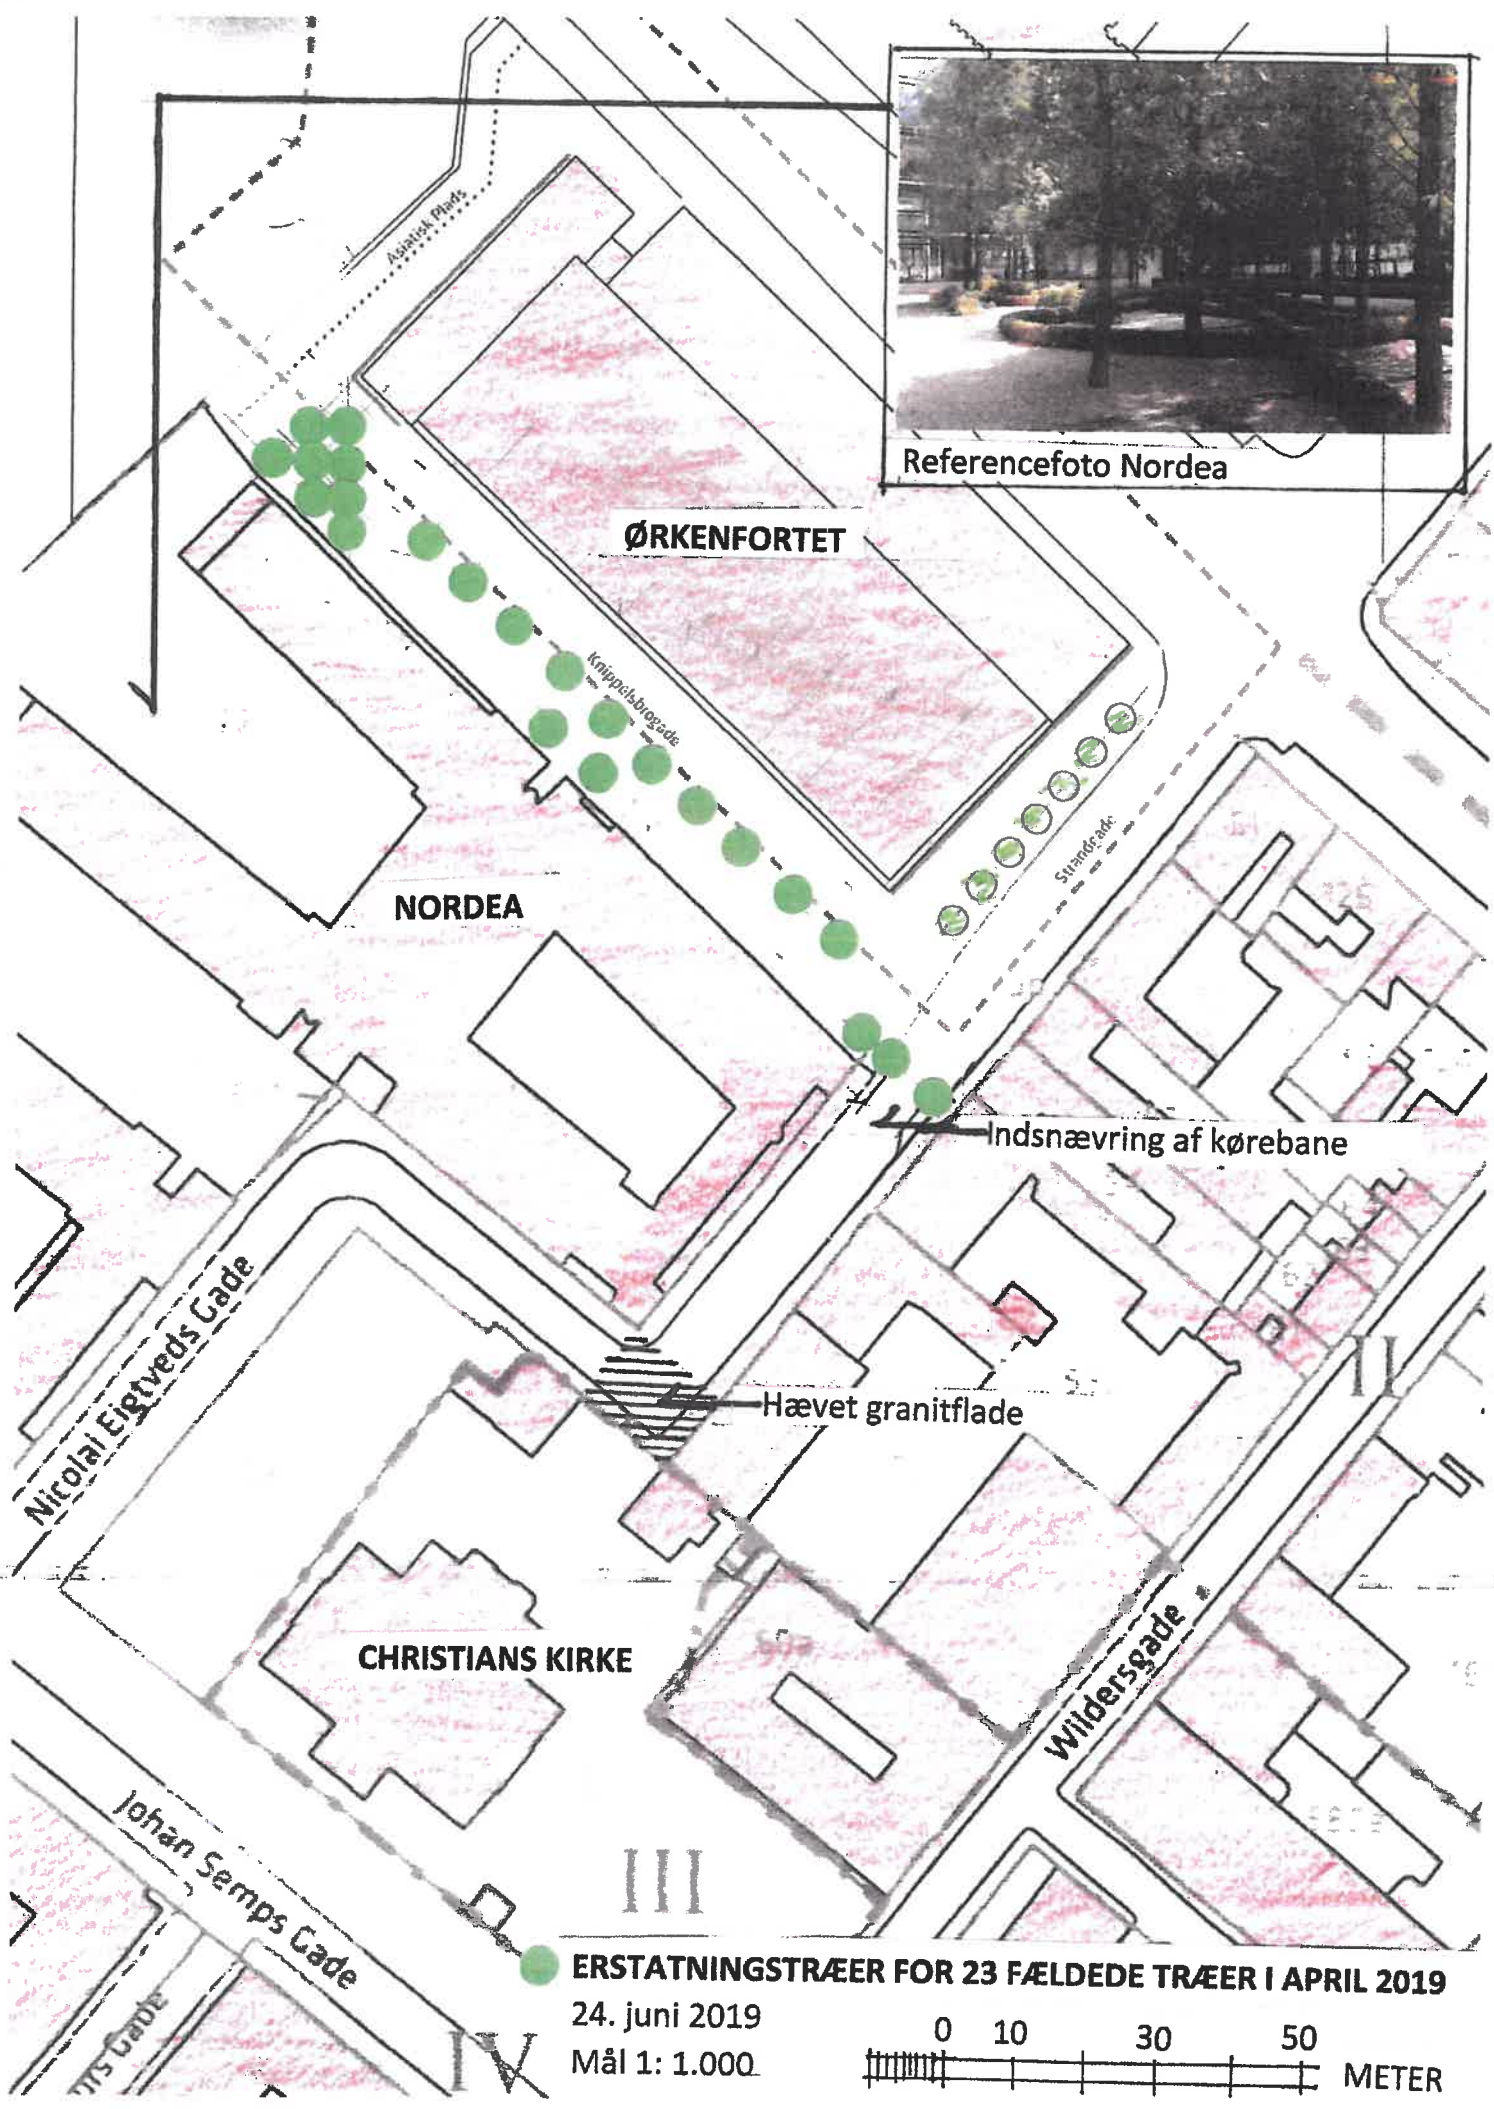 Asiatisk Plads
Referencefoto Nordea
ØRKENFORTET
Knippelsbrogade
Strandgade
NORDEA
Indsnævring af kørebane
Nicolai Eigtveds Gade
II
Hævet granitflade
CHRISTIANS KIRKE
Wildersgade
Johan Semps Gade
III
ERSTATNINGSTRÆER FOR 23 FÆLDEDE TRÆER I APRIL 2019
24. juni 2019
Mål 1: 1.000
0 10 30 50
METER
IV
Gade